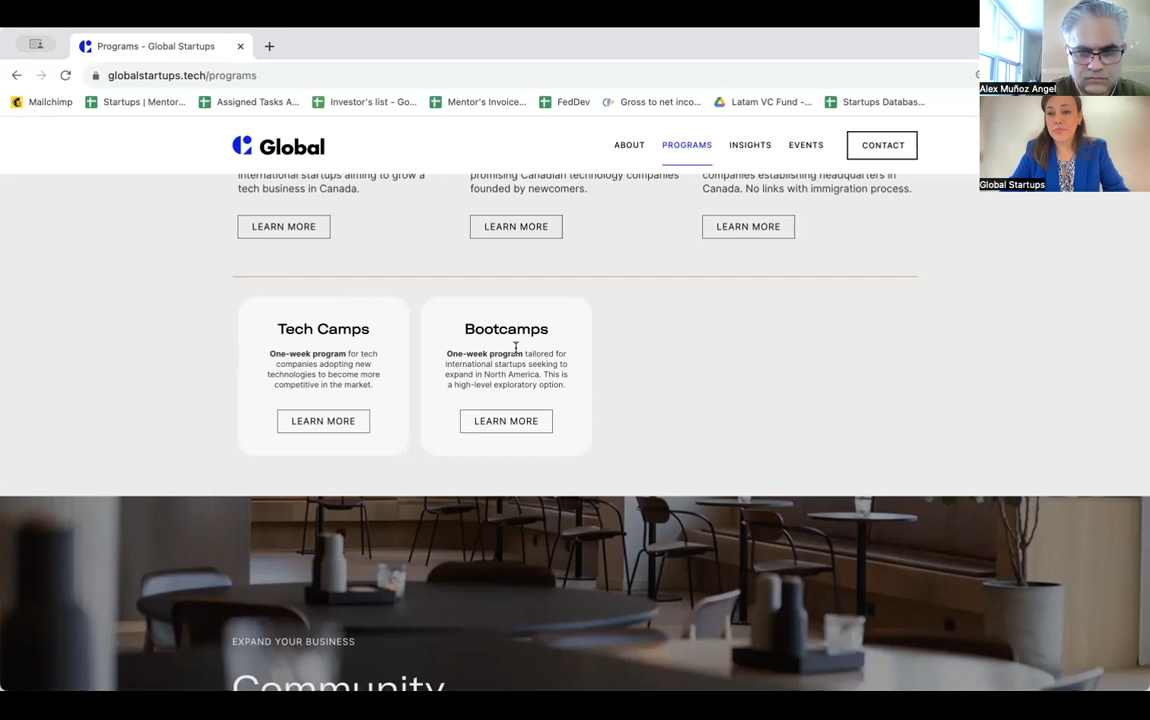 Programs - Global Startups
globalstartups.tech/programs
Mailchimp
Startups | Mentor...
Assigned Tasks A...
Investor's list - Go...
Mentor's Invoice...
FedDev
Gross to net inco...
Latam VC Fund -...
Startups Databas...
Alex Muñoz Angel
Global Startups
Global
ABOUT
PROGRAMS
INSIGHTS
EVENTS
CONTACT
international startups aiming to grow a
tech business in Canada.
LEARN MORE
promising Canadian technology companies
founded by newcomers.
LEARN MORE
companies establishing headquarters in
Canada. No links with immigration process.
LEARN MORE
Tech Camps
One-week program for tech
companies adopting new
technologies to become more
competitive in the market.
LEARN MORE
Bootcamps
One-week program tailored for
international startups seeking to
expand in North America. This is
a high-level exploratory option.
LEARN MORE
EXPAND YOUR BUSINESS
Community